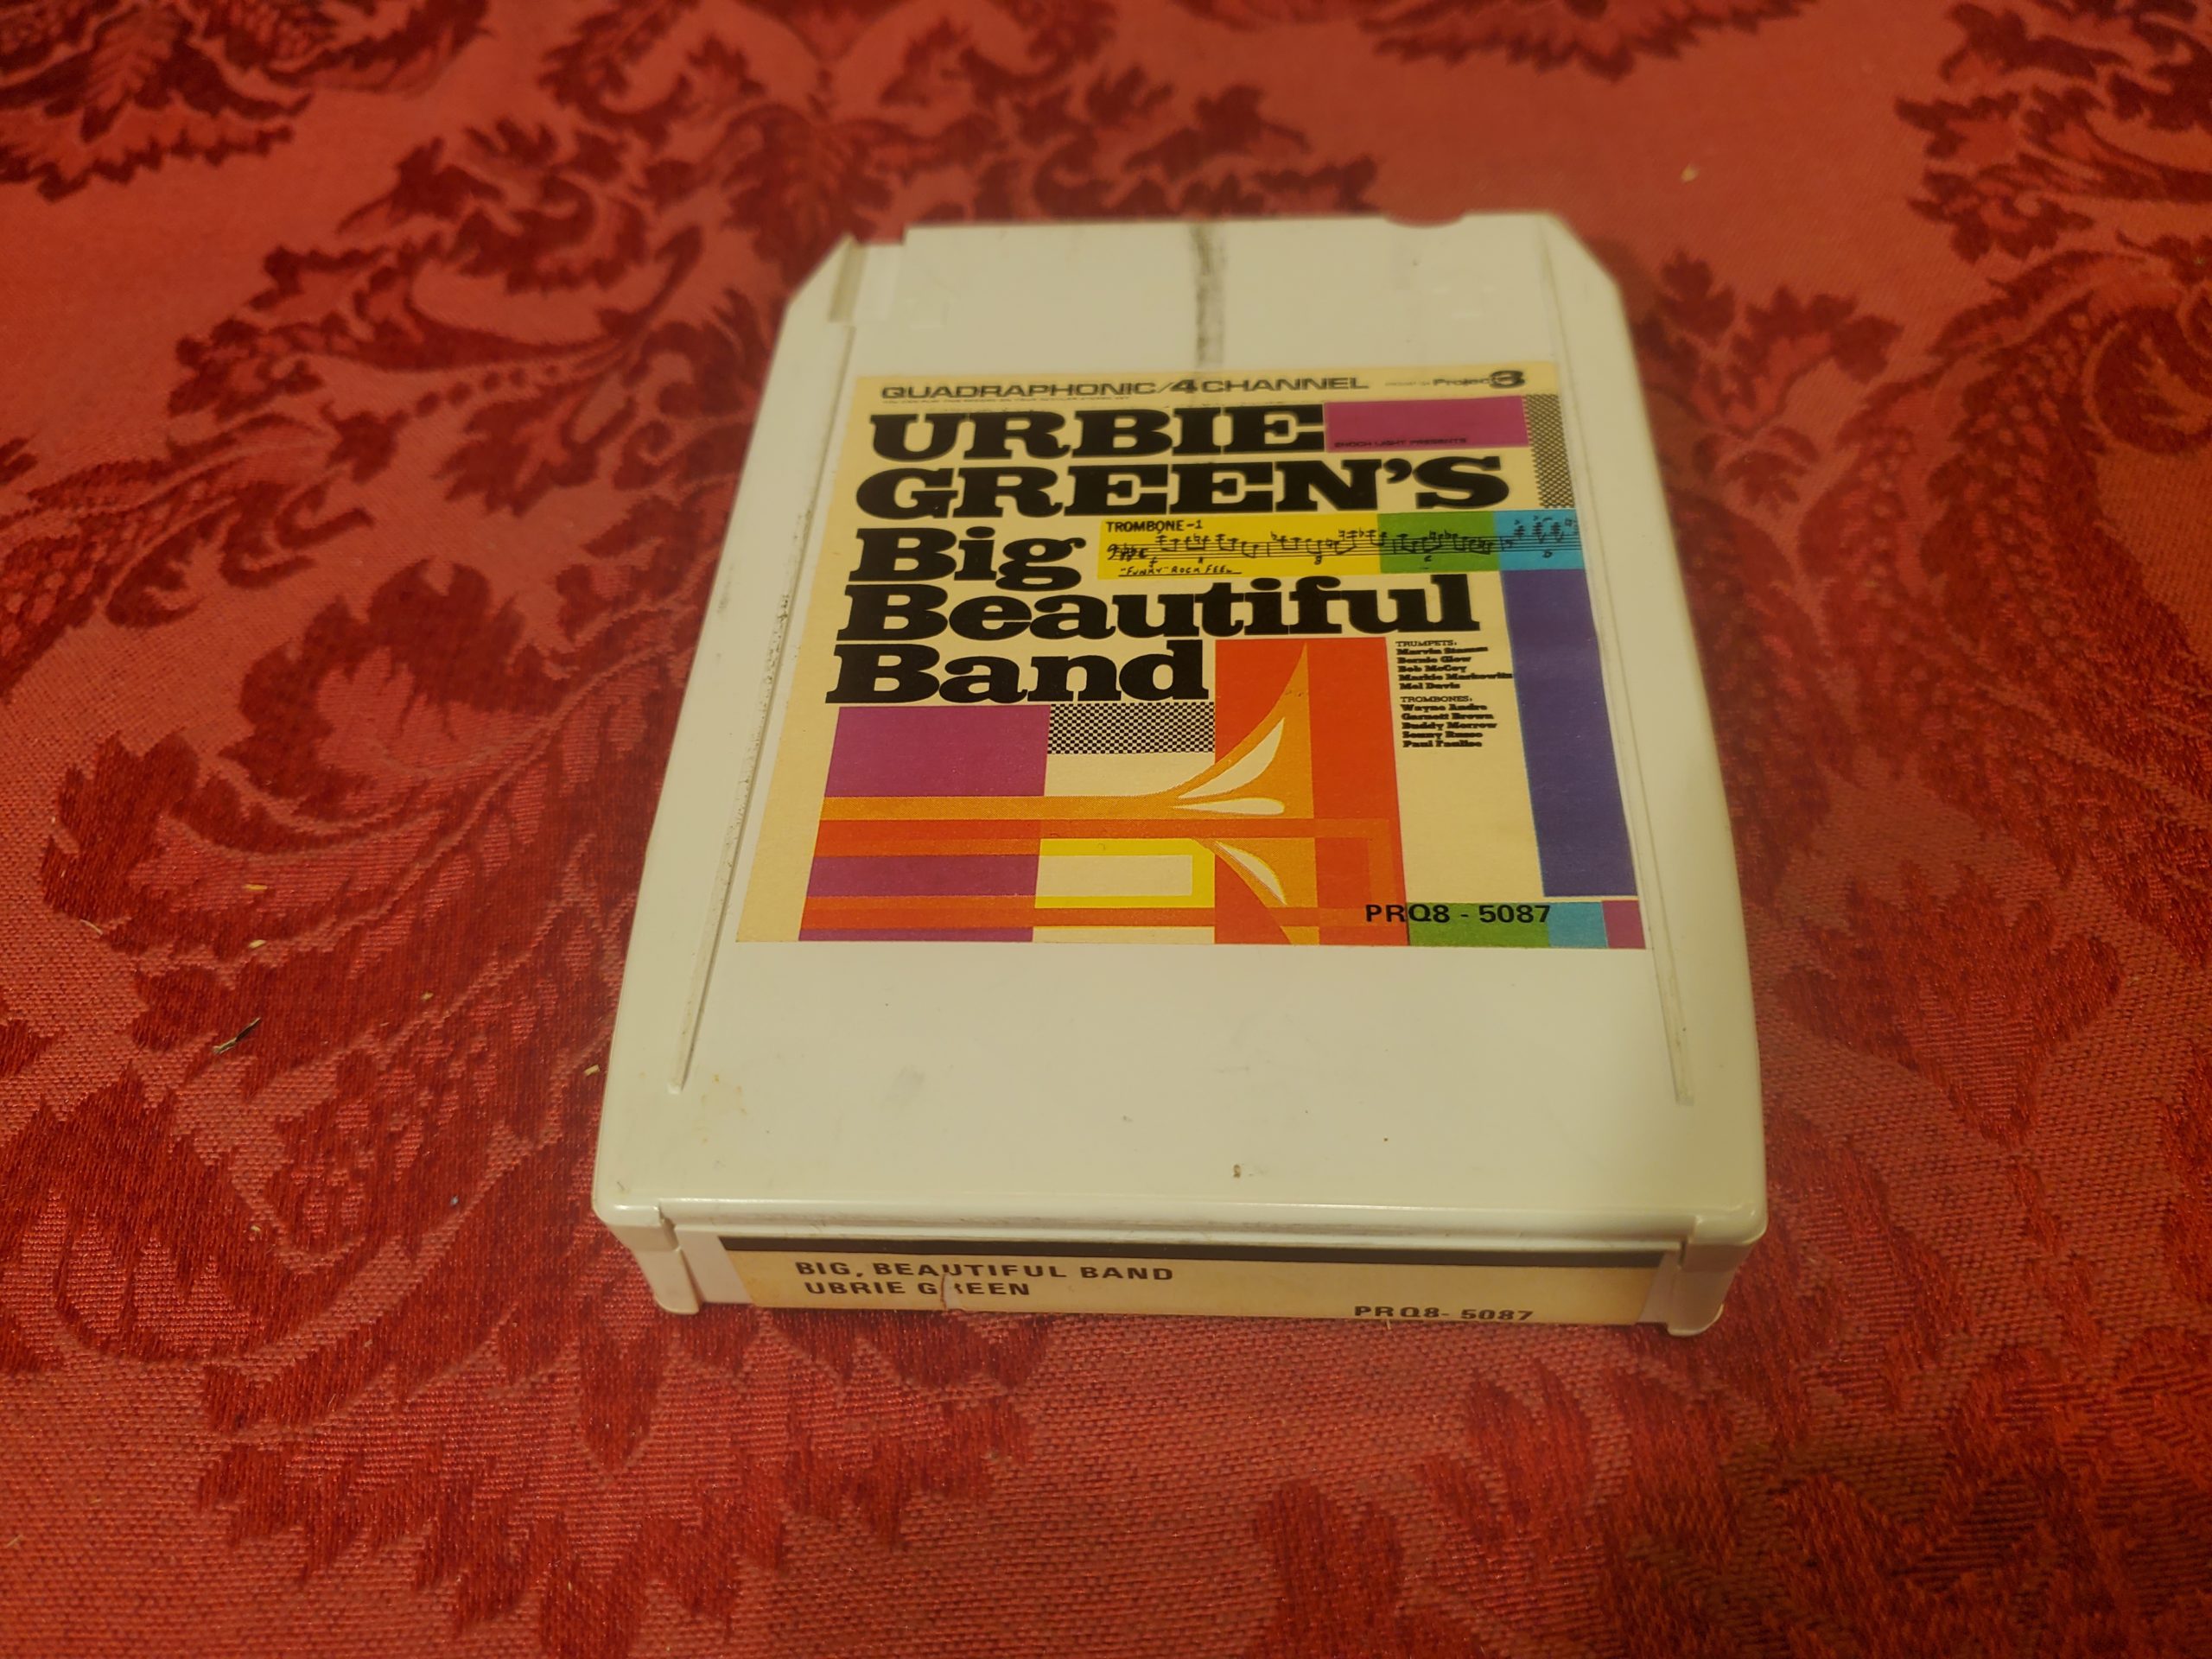 QUADRAPHONIC/4 CHANNEL Project 3
URBIE
ENOCH LIGHT PRESENTS
GREEN'S
Big
TROMBONE-1
"FUNKY" ROCK FEEL
Beautiful
Band
TRUMPETS:
Marvin Stamm
Bernie Glow
Bob McCoy
Markie Markowitz
Mel Davis
TROMBONES:
Wayne Andre
Garnett Brown
Buddy Morrow
Sonny Russo
Paul Faulise
PRQ8 - 5087
BIG, BEAUTIFUL BAND
UBRIE GREEN
PRQ8- 5087